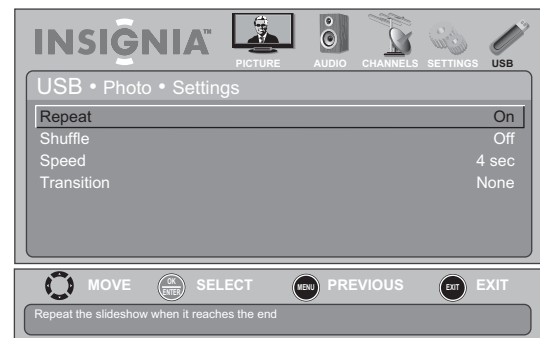 INSIGNIA™
PICTURE AUDIO CHANNELS SETTINGS USB
USB • Photo • Settings
Repeat On
Shuffle Off
Speed 4 sec
Transition None
MOVE OK ENTER SELECT MENU PREVIOUS EXIT EXIT
Repeat the slideshow when it reaches the end